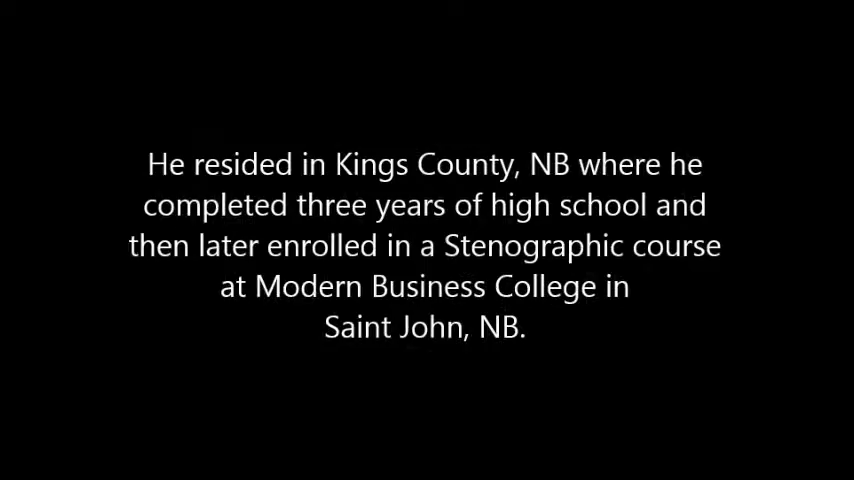 He resided in Kings County, NB where he
completed three years of high school and
then later enrolled in a Stenographic course
at Modern Business College in
Saint John, NB.